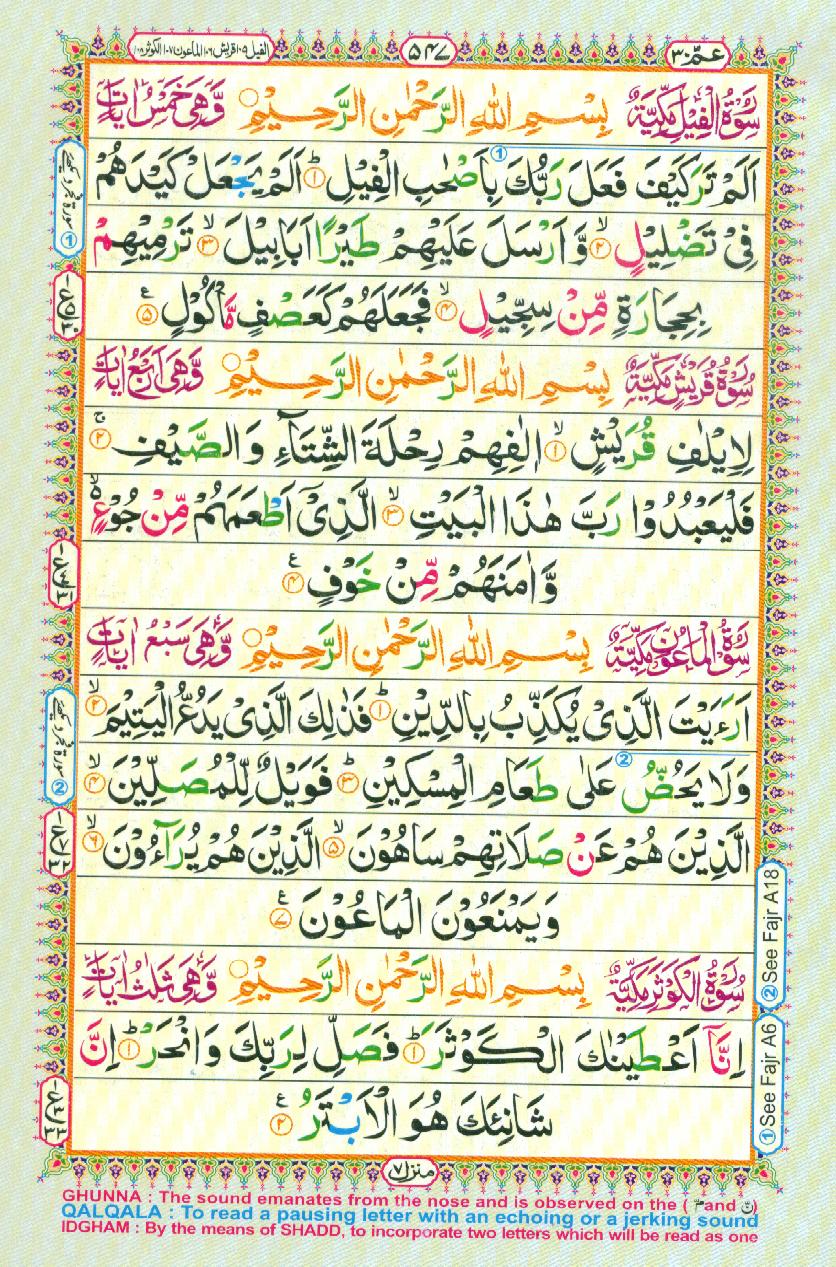 عمّ ٣٠
٥٤٧
الفيل ١٠٥ قريش ١٠٦ الماعون ١٠٧ الكوثر ١٠٨
سُوْرَةُ الْفِيْلِ مَكِّيَّةٌ بِسْمِ اللهِ الرَّحْمٰنِ الرَّحِيْمِ ○ وَّهِيَ خَمْسُ اٰيَاتٍ
اَلَمْ تَرَ كَيْفَ فَعَلَ رَبُّكَ بِاَصْحٰبِ الْفِيْلِ ؕ ١ اَلَمْ يَجْعَلْ كَيْدَهُمْ
فِيْ تَضْلِيْلٍ ۙ ٢ وَّاَرْسَلَ عَلَيْهِمْ طَيْرًا اَبَابِيْلَ ۙ ٣ تَرْمِيْهِمْ
بِحِجَارَةٍ مِّنْ سِجِّيْلٍ ۙ ٤ فَجَعَلَهُمْ كَعَصْفٍ مَّاْكُوْلٍ ٥ ع
سُوْرَةُ قُرَيْشٍ مَكِّيَّةٌ بِسْمِ اللهِ الرَّحْمٰنِ الرَّحِيْمِ ○ وَّهِيَ اَرْبَعُ اٰيَاتٍ
لِاِيْلٰفِ قُرَيْشٍ ۙ ١ اٖلٰفِهِمْ رِحْلَةَ الشِّتَآءِ وَالصَّيْفِ ۚ ٢
فَلْيَعْبُدُوْا رَبَّ هٰذَا الْبَيْتِ ۙ ٣ الَّذِيْٓ اَطْعَمَهُمْ مِّنْ جُوْعٍ ۙ
وَّاٰمَنَهُمْ مِّنْ خَوْفٍ ٤ ع
سُوْرَةُ الْمَاعُوْنَ مَكِّيَّةٌ بِسْمِ اللهِ الرَّحْمٰنِ الرَّحِيْمِ ○ وَّهِيَ سَبْعُ اٰيَاتٍ
اَرَءَيْتَ الَّذِيْ يُكَذِّبُ بِالدِّيْنِ ؕ ١ فَذٰلِكَ الَّذِيْ يَدُعُّ الْيَتِيْمَ ۙ ٢
وَلَا يَحُضُّ عَلٰى طَعَامِ الْمِسْكِيْنِ ؕ ٣ فَوَيْلٌ لِّلْمُصَلِّيْنَ ۙ ٤
الَّذِيْنَ هُمْ عَنْ صَلَاتِهِمْ سَاهُوْنَ ۙ ٥ الَّذِيْنَ هُمْ يُرَآءُوْنَ ۙ ٦
وَيَمْنَعُوْنَ الْمَاعُوْنَ ٧ ع
سُوْرَةُ الْكَوْثَرِ مَكِّيَّةٌ بِسْمِ اللهِ الرَّحْمٰنِ الرَّحِيْمِ ○ وَّهِيَ ثَلٰثُ اٰيَاتٍ
اِنَّآ اَعْطَيْنٰكَ الْكَوْثَرَ ؕ ١ فَصَلِّ لِرَبِّكَ وَانْحَرْ ؕ ١ اِنَّ
شَانِئَكَ هُوَ الْاَبْتَرُ ٣ ع
② See Fajr A18
① See Fajr A6
منزل ٧
GHUNNA : The sound emanates from the nose and is observed on the ( مّ and نّ )
QALQALA : To read a pausing letter with an echoing or a jerking sound
IDGHAM : By the means of SHADD, to incorporate two letters which will be read as one